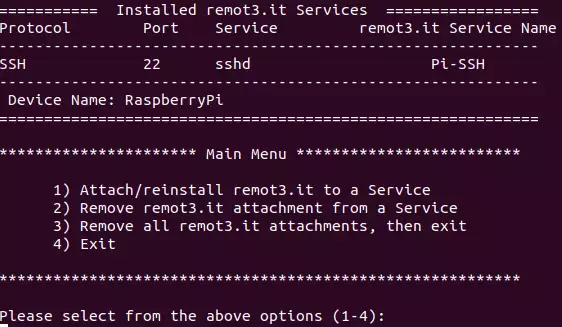 ===========  Installed remot3.it Services  =================
Protocol        Port    Service         remot3.it Service Name
------------------------------------------------------------
SSH             22      sshd                    Pi-SSH
------------------------------------------------------------
 Device Name: RaspberryPi
============================================================
********************** Main Menu *************************
1) Attach/reinstall remot3.it to a Service
2) Remove remot3.it attachment from a Service
3) Remove all remot3.it attachments, then exit
4) Exit
**********************************************************
Please select from the above options (1-4):